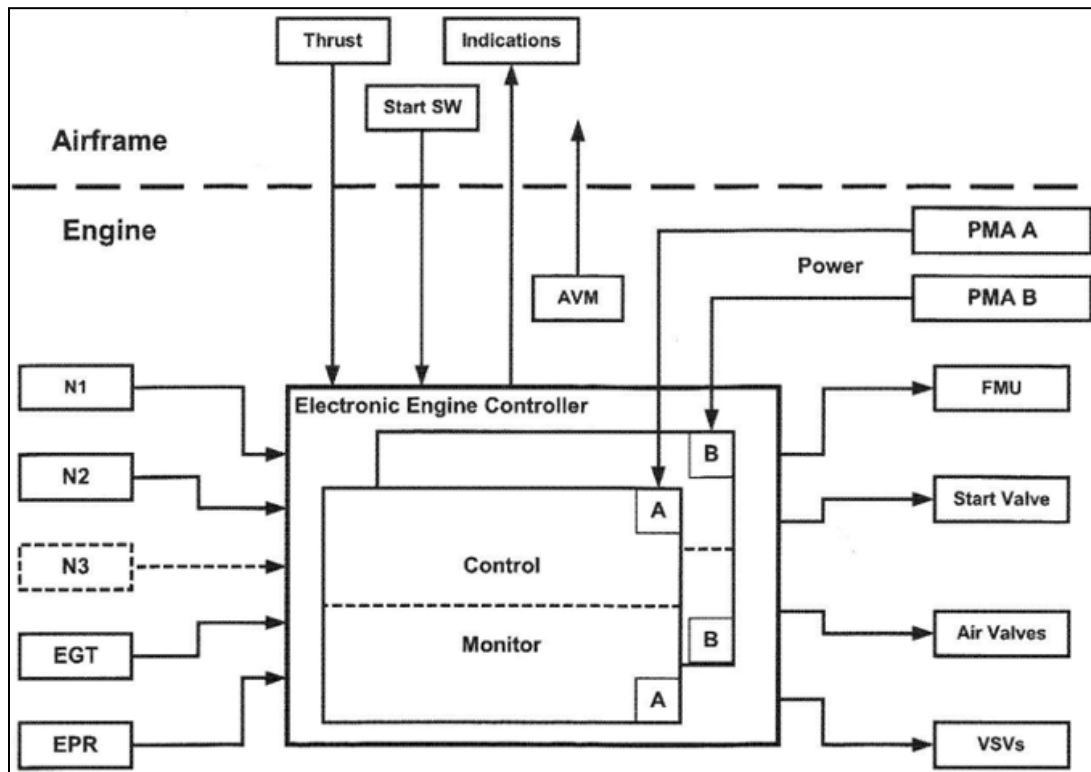 Thrust
Indications
Start SW
Airframe
Engine
PMA A
Power
PMA B
AVM
N1
FMU
Electronic Engine Controller
B
N2
A
Start Valve
N3
Control
Monitor
B
Air Valves
EGT
A
EPR
VSVs